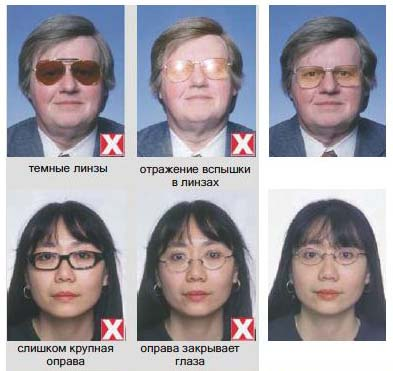 темные линзы
отражение вспышки
в линзах
слишком крупная
оправа
оправа закрывает
глаза